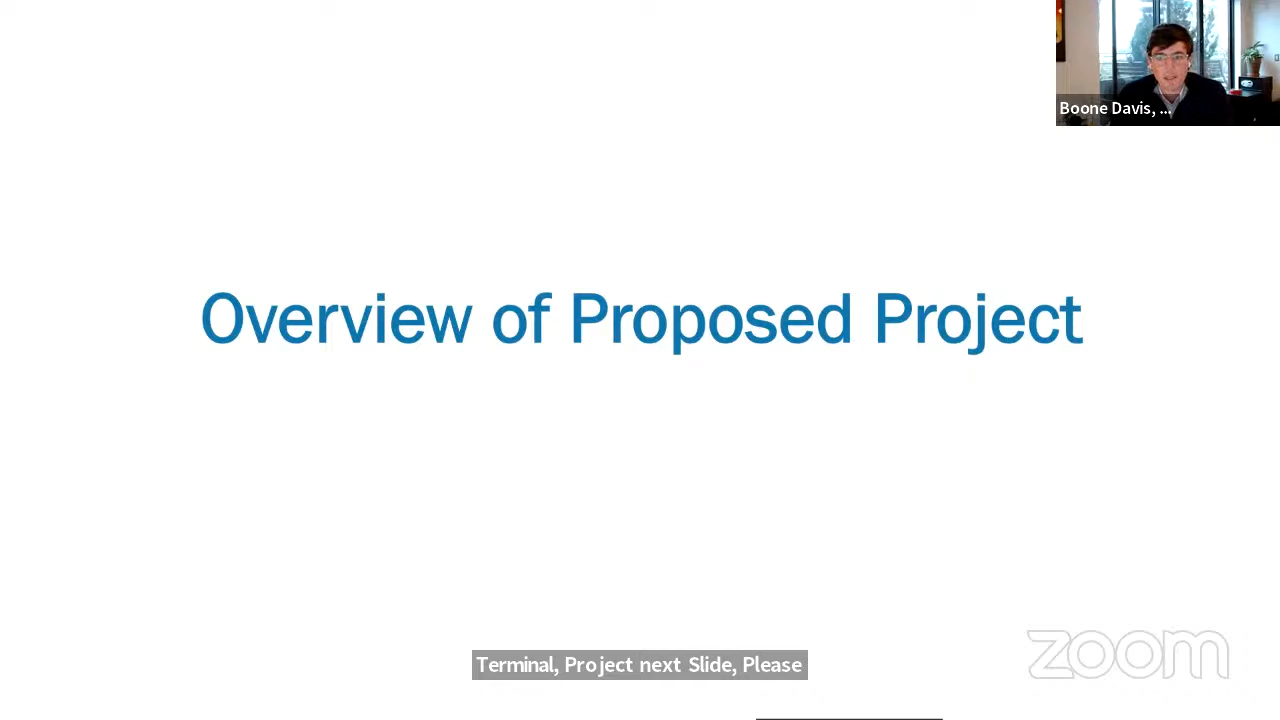 Boone Davis, ...
Overview of Proposed Project
Terminal, Project next Slide, Please
zoom